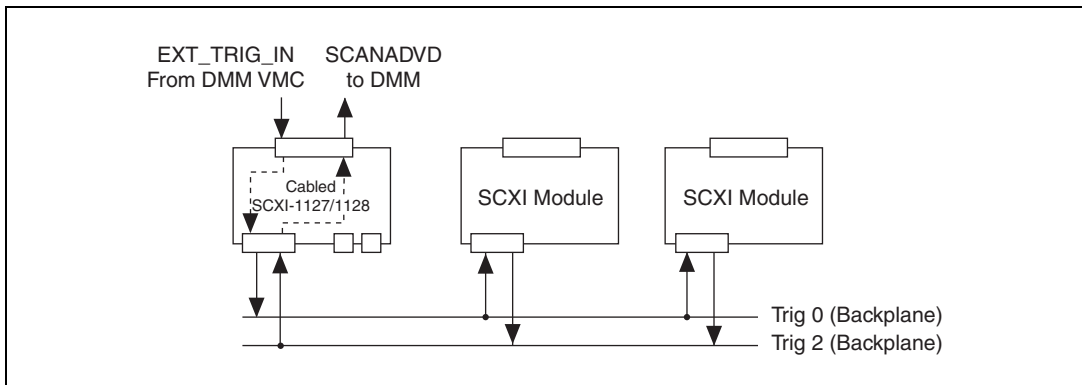 EXT_TRIG_IN
From DMM VMC
SCANADVD
to DMM
Cabled
SCXI-1127/1128
SCXI Module
SCXI Module
Trig 0 (Backplane)
Trig 2 (Backplane)